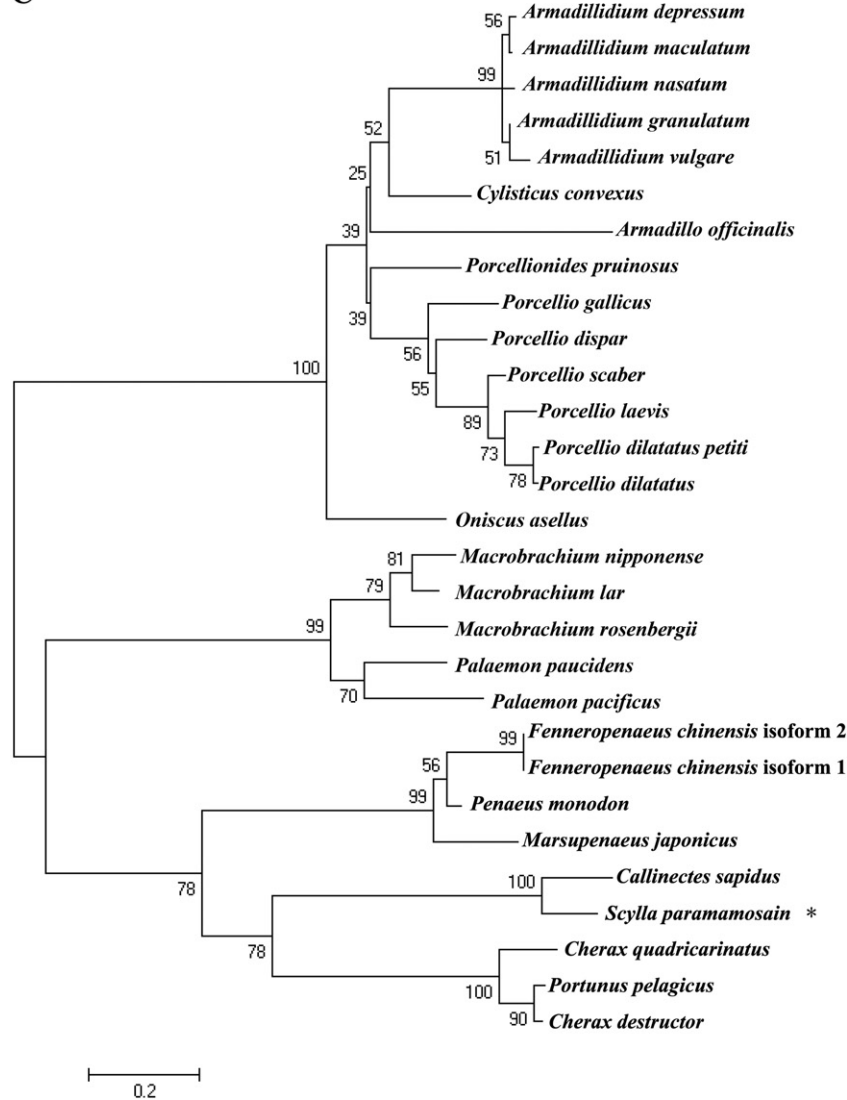 56
Armadillidium depressum
Armadillidium maculatum
99
Armadillidium nasatum
Armadillidium granulatum
52
51
Armadillidium vulgare
25
Cylisticus convexus
39
Armadillo officinalis
Porcellionides pruinosus
39
Porcellio gallicus
56
Porcellio dispar
100
55
Porcellio scaber
89
Porcellio laevis
73
Porcellio dilatatus petiti
78
Porcellio dilatatus
Oniscus asellus
81
Macrobrachium nipponense
79
Macrobrachium lar
99
Macrobrachium rosenbergii
Palaemon paucidens
70
Palaemon pacificus
99
Fenneropenaeus chinensis isoform 2
Fenneropenaeus chinensis isoform 1
56
99
Penaeus monodon
Marsupenaeus japonicus
78
100
Callinectes sapidus
Scylla paramamosain *
78
Cherax quadricarinatus
100
Portunus pelagicus
90
Cherax destructor
0.2